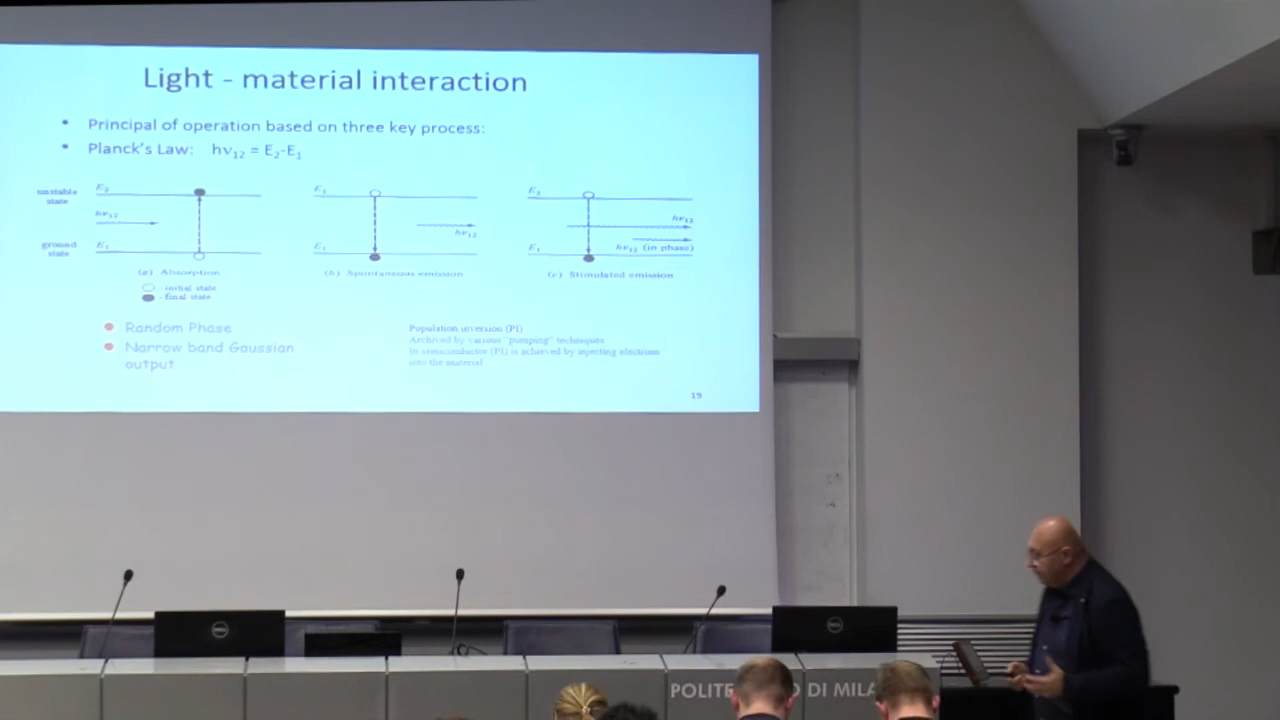 Light - material interaction
• Principal of operation based on three key process:
• Planck's Law: hν₁₂ = E₂-E₁
unstable state
E₂
hν₁₂
ground state
E₁
(a) Absorption
- initial state
- final state
E₂
hν₁₂
E₁
(b) Spontaneous emission
E₂
hν₁₂
hν₁₂ (in phase)
E₁
(c) Stimulated emission
Random Phase
Narrow band Gaussian
output
Population inversion (PI)
Archived by various "pumping" techniques
In semiconductor (PI) is achieved by injecting electrons
into the material
19
DELL
DELL
DI